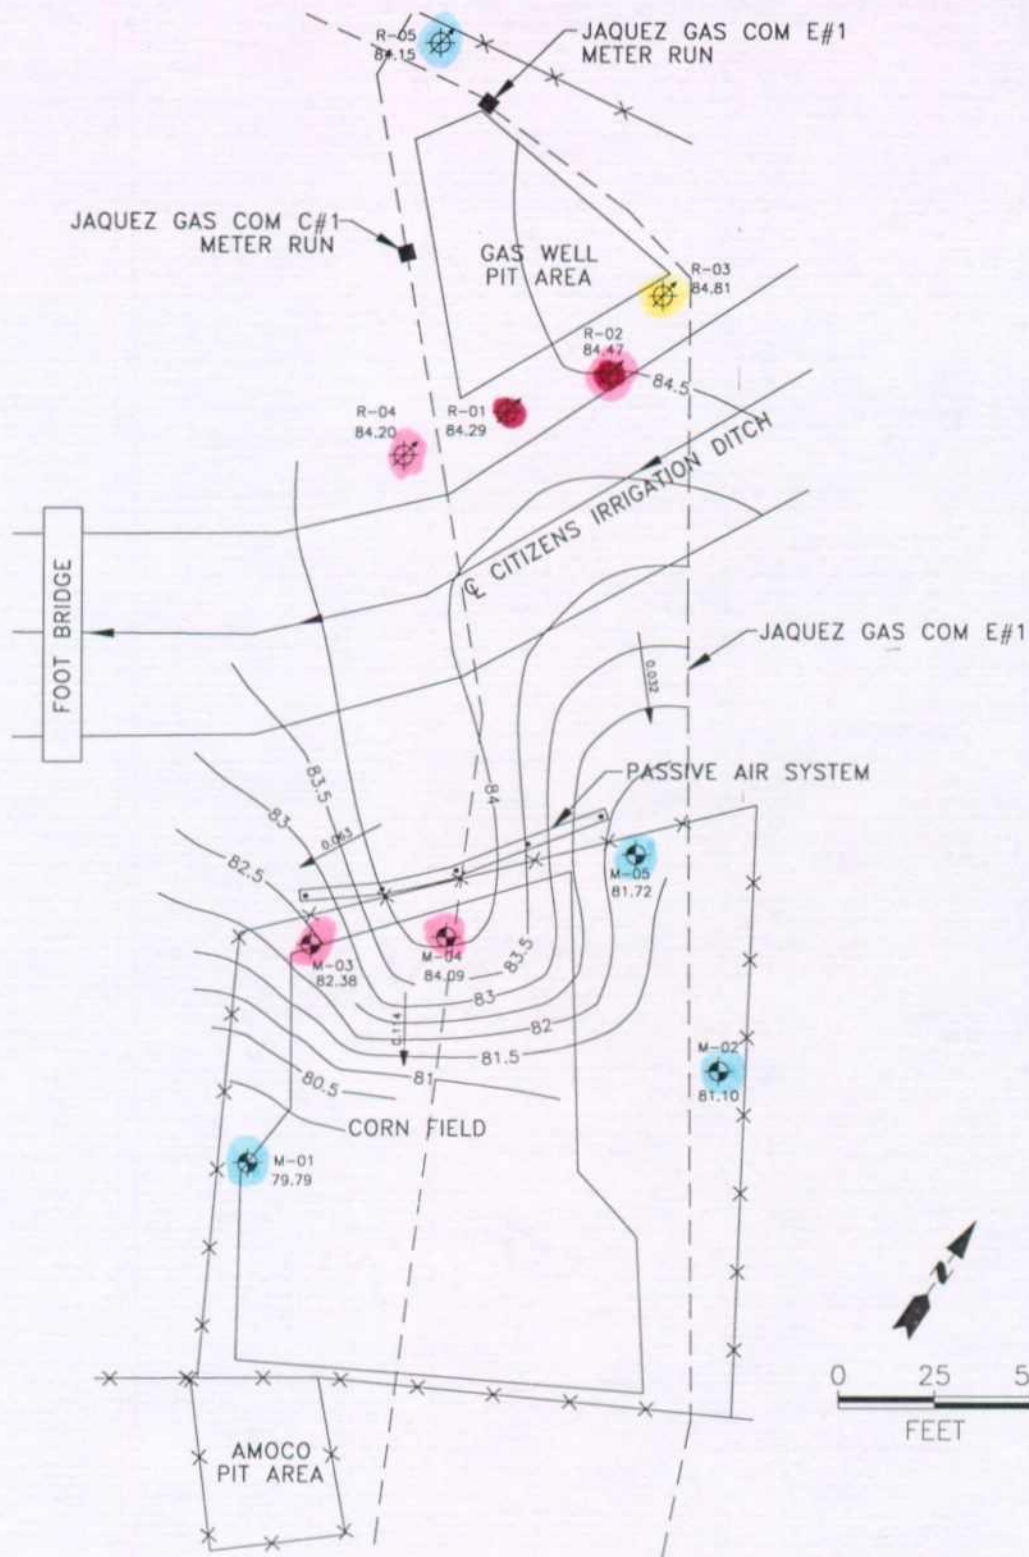 R-05
84.15
JAQUEZ GAS COM E#1
METER RUN
JAQUEZ GAS COM C#1
METER RUN
GAS WELL
PIT AREA
R-03
84.81
R-02
84.47
84.5
R-04
84.20
R-01
84.29
℄ CITIZENS IRRIGATION DITCH
FOOT BRIDGE
JAQUEZ GAS COM E#1
0.032
PASSIVE AIR SYSTEM
83.5
84
83
0.063
82.5
M-05
81.72
M-03
82.38
M-04
84.09
83.5
83
0.114
82
81.5
81
80.5
M-02
81.10
CORN FIELD
M-01
79.79
N
0 25 5
FEET
AMOCO
PIT AREA